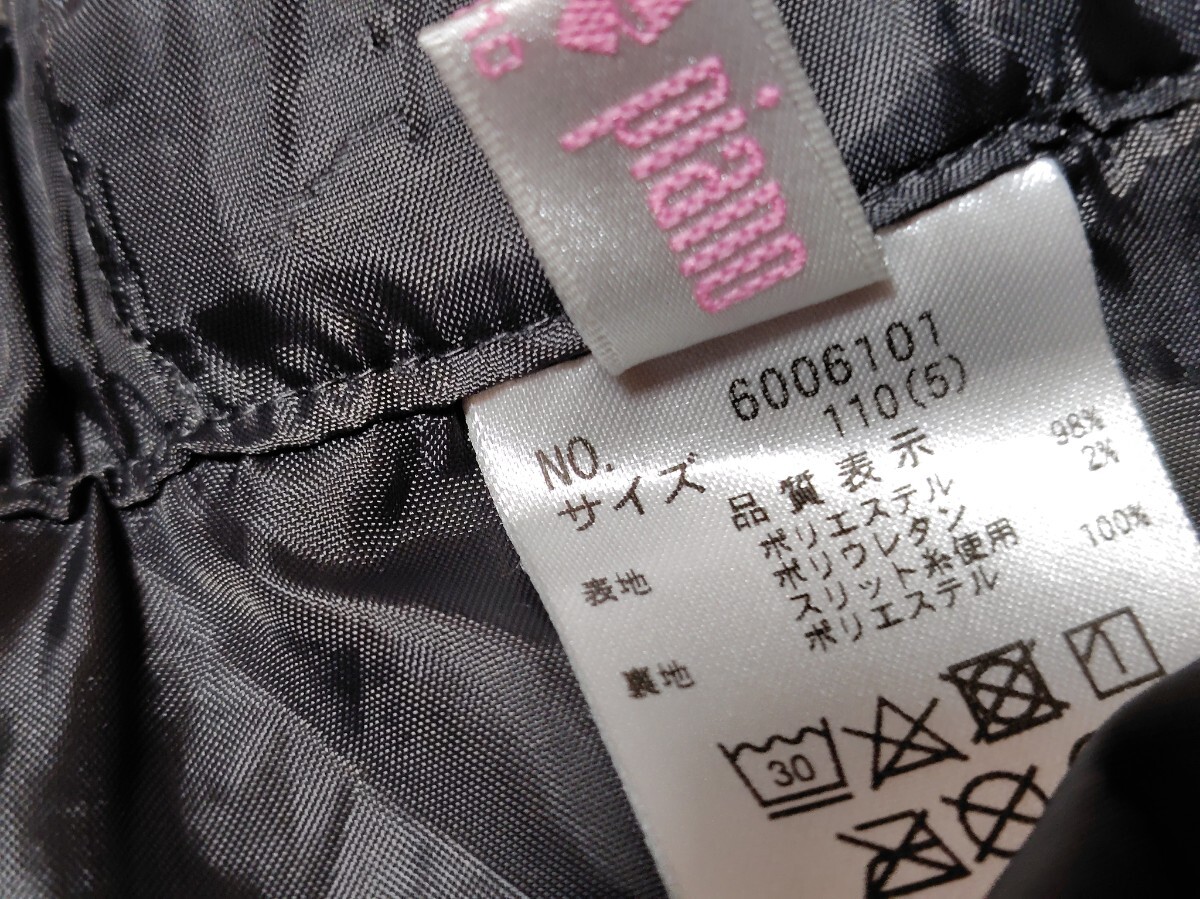 piano
NO. 6006101
サイズ 110(5)
品質表示
表地 ポリエステル 98%
ポリウレタン 2%
スリット糸使用
裏地 ポリエステル 100%
30